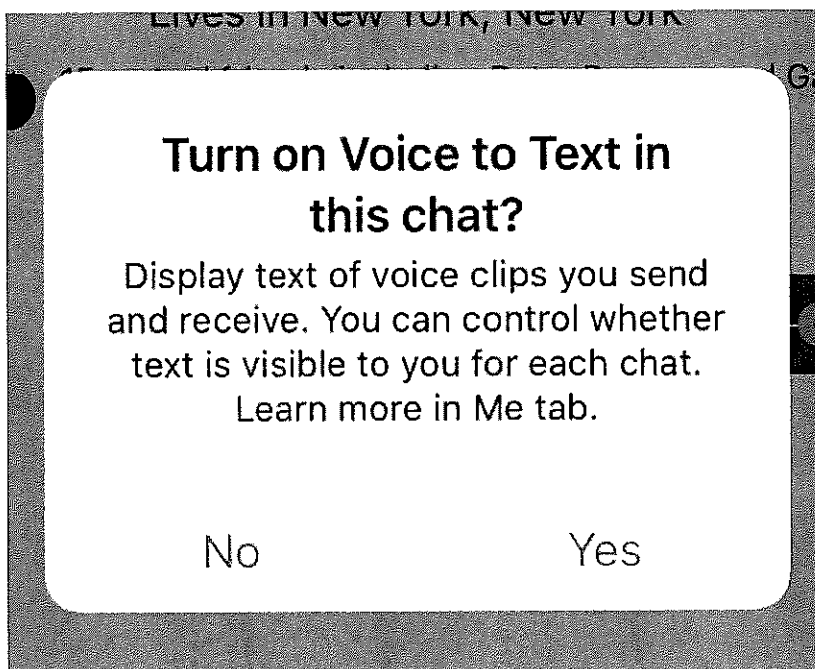 Lives in New York, New York
Turn on Voice to Text in
this chat?
Display text of voice clips you send
and receive. You can control whether
text is visible to you for each chat.
Learn more in Me tab.
No
Yes